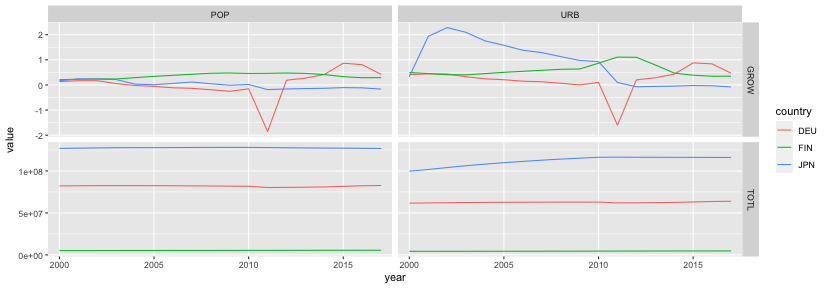 POP
URB
2
1
0
-1
-2
GROW
value
1e+08
5e+07
0e+00
TOTL
2000
2005
2010
2015
2000
2005
2010
2015
year
country
DEU
FIN
JPN